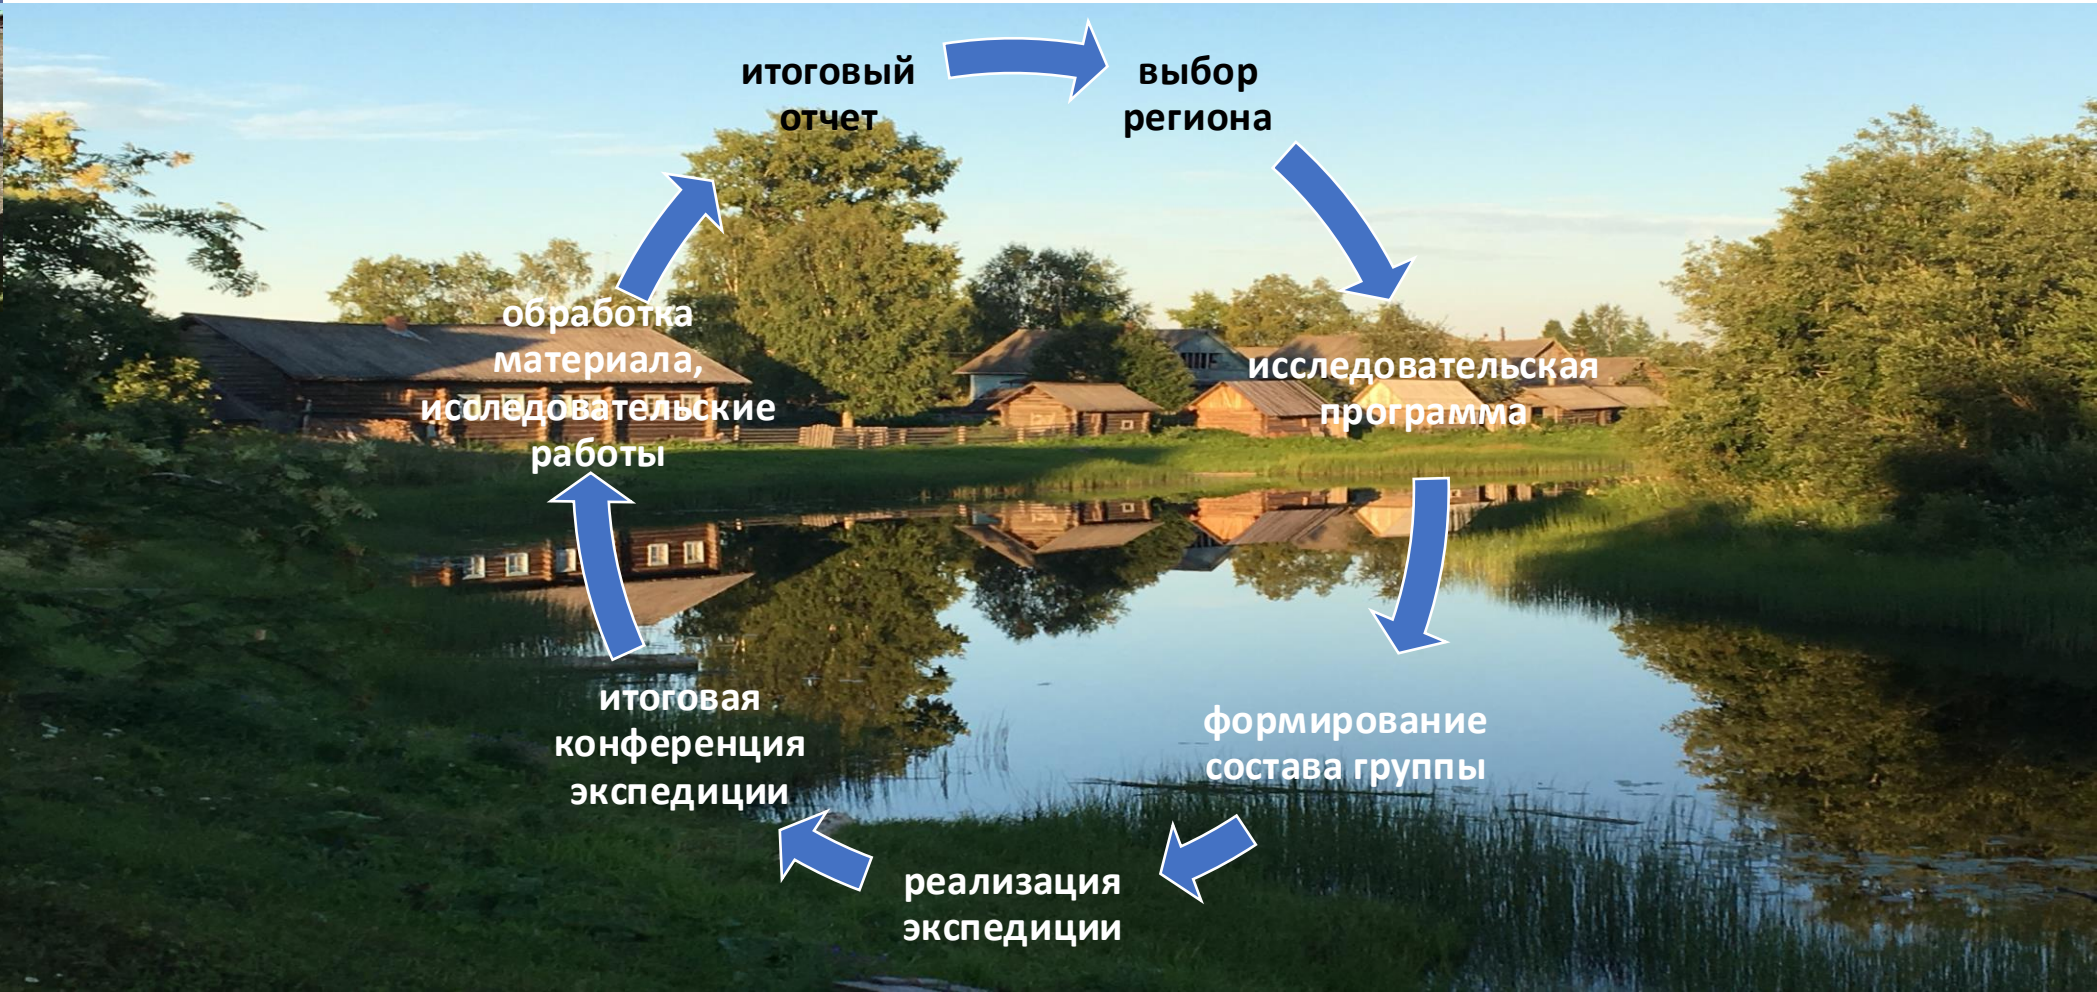 итоговый
отчет
выбор
региона
исследовательская
программа
формирование
состава группы
реализация
экспедиции
итоговая
конференция
экспедиции
обработка
материала,
исследовательские
работы